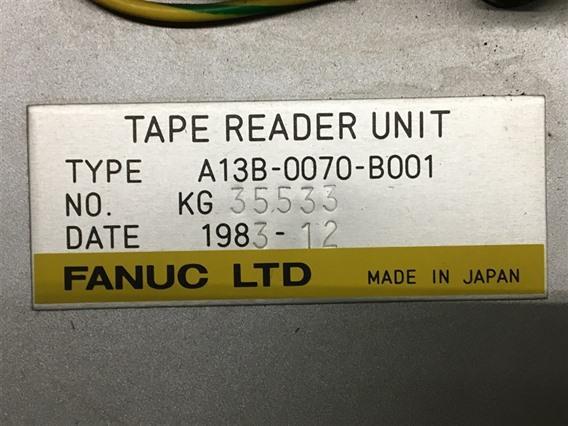 TAPE READER UNIT
TYPE A13B-0070-B001
NO. KG 35533
DATE 1983-12
FANUC LTD MADE IN JAPAN